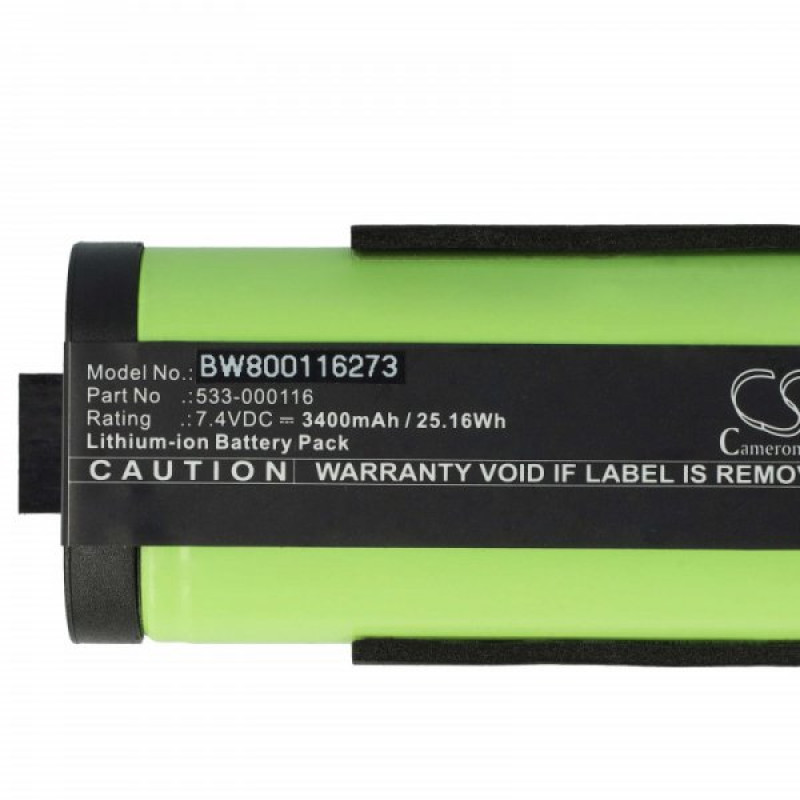 Model No.: BW800116273
Part No .: 533-000116
Rating .: 7.4VDC ⎓ 3400mAh / 25.16Wh
Lithium-ion Battery Pack
CS
Cameron
CAUTION WARRANTY VOID IF LABEL IS REMOV